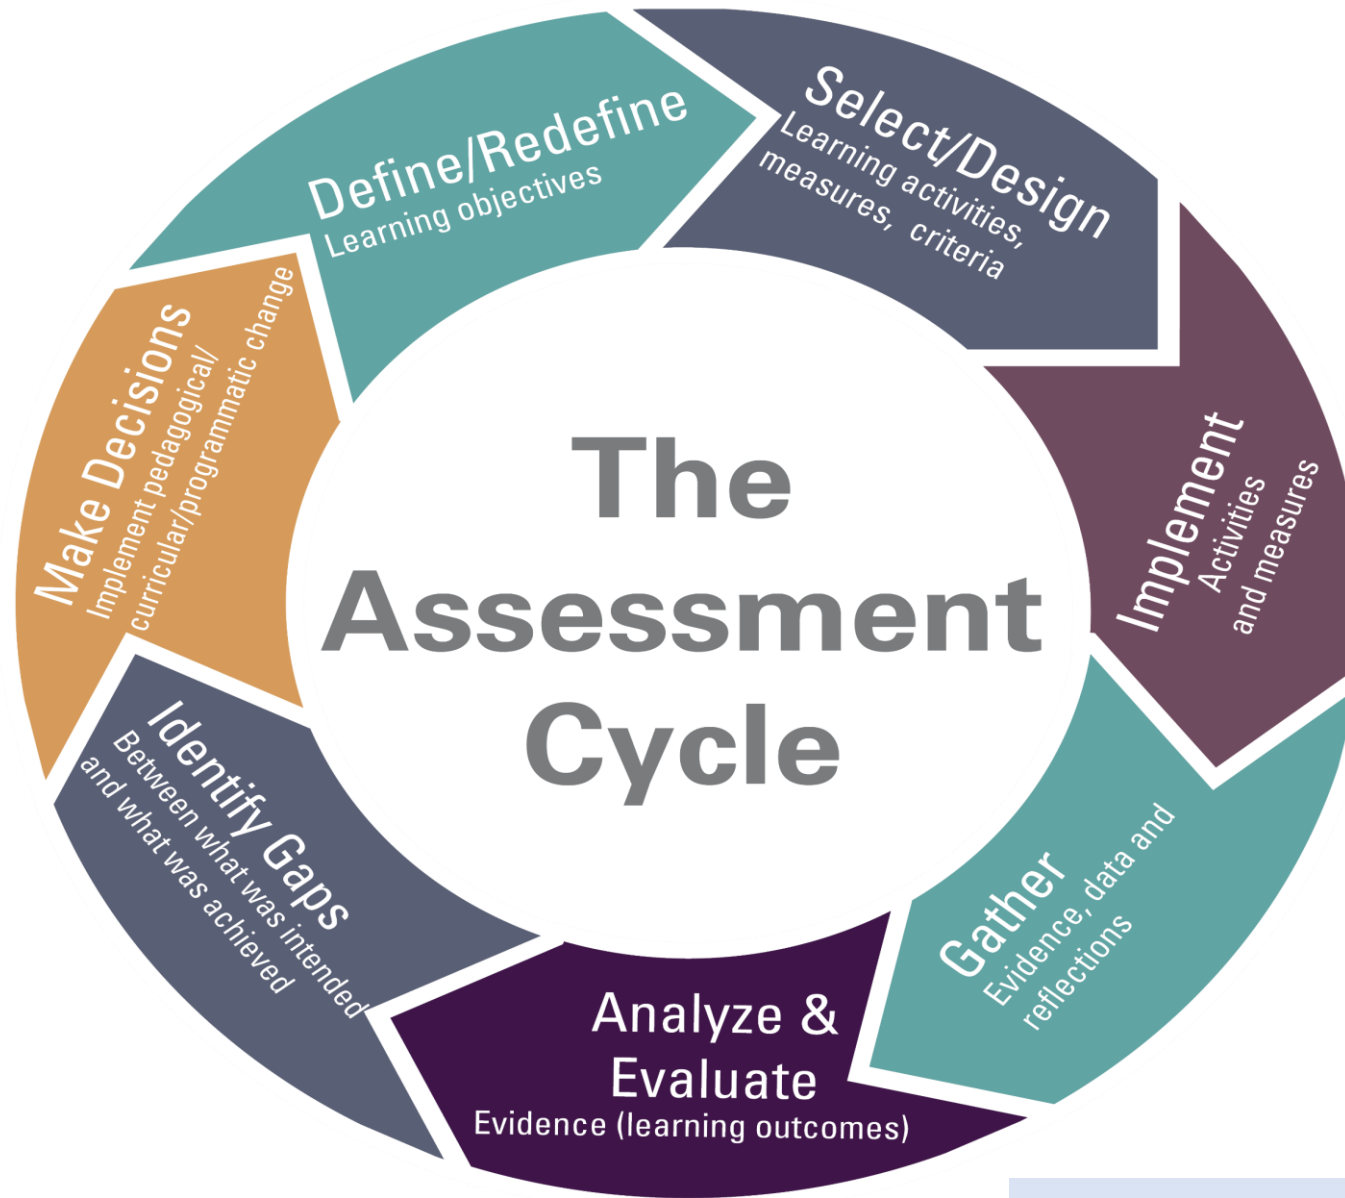 The
Assessment
Cycle
Define/Redefine
Learning objectives
Select/Design
Learning activities,
measures, criteria
Implement
Activities
and measures
Gather
Evidence, data and
reflections
Analyze &
Evaluate
Evidence (learning outcomes)
Identify Gaps
Between what was intended
and what was achieved
Make Decisions
Implement pedagogical/
curricular/programmatic change